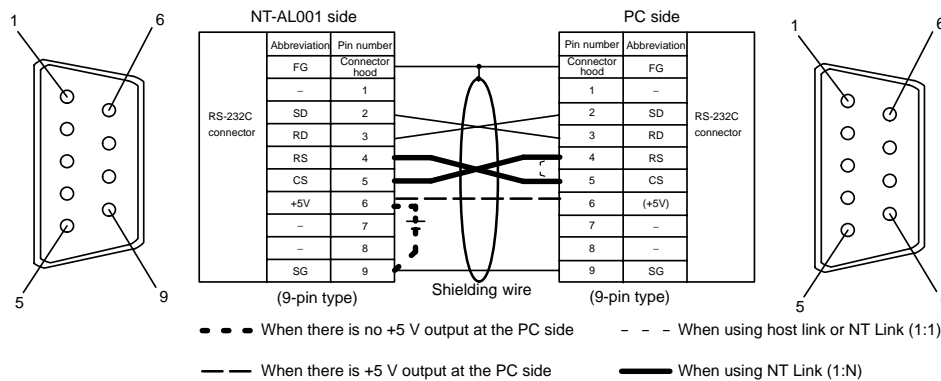 NT-AL001 side PC side
1 6
Abbreviation Pin number Pin number Abbreviation
1 6
FG Connector hood Connector hood FG
– 1 1 –
RS-232C connector SD 2 2 SD RS-232C connector
RD 3 3 RD
RS 4 4 RS
CS 5 5 CS
+5V 6 6 (+5V)
– 7 7 –
– 8 8 –
SG 9 9 SG
5 9
5
(9-pin type) Shielding wire (9-pin type)
When there is no +5 V output at the PC side
When using host link or NT Link (1:1)
When there is +5 V output at the PC side
When using NT Link (1:N)